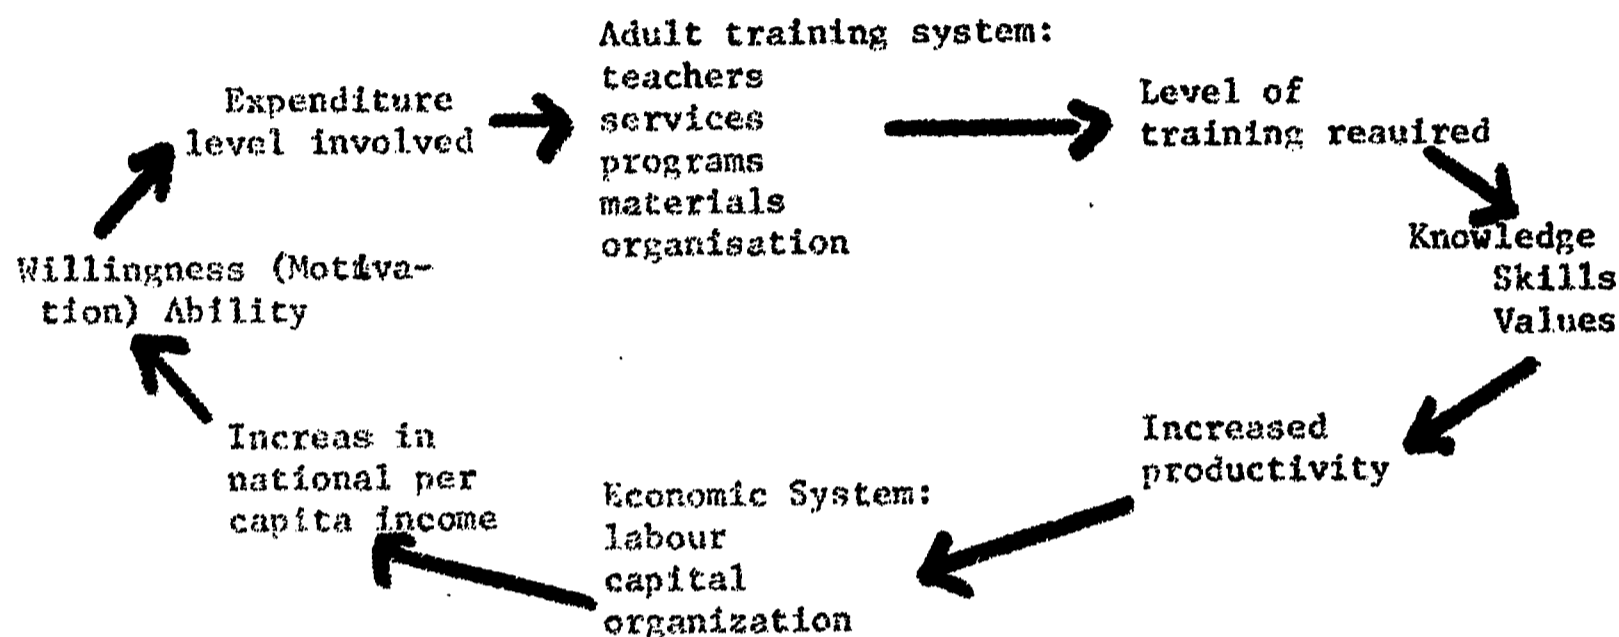 Adult training system:
teachers
services
programs
materials
organisation
Expenditure
level involved
Level of
training reauired
Knowledge
Skills
Values
Willingness (Motiva-
tion) Ability
Increased
productivity
Increas in
national per
capita income
Economic System:
labour
capital
organization